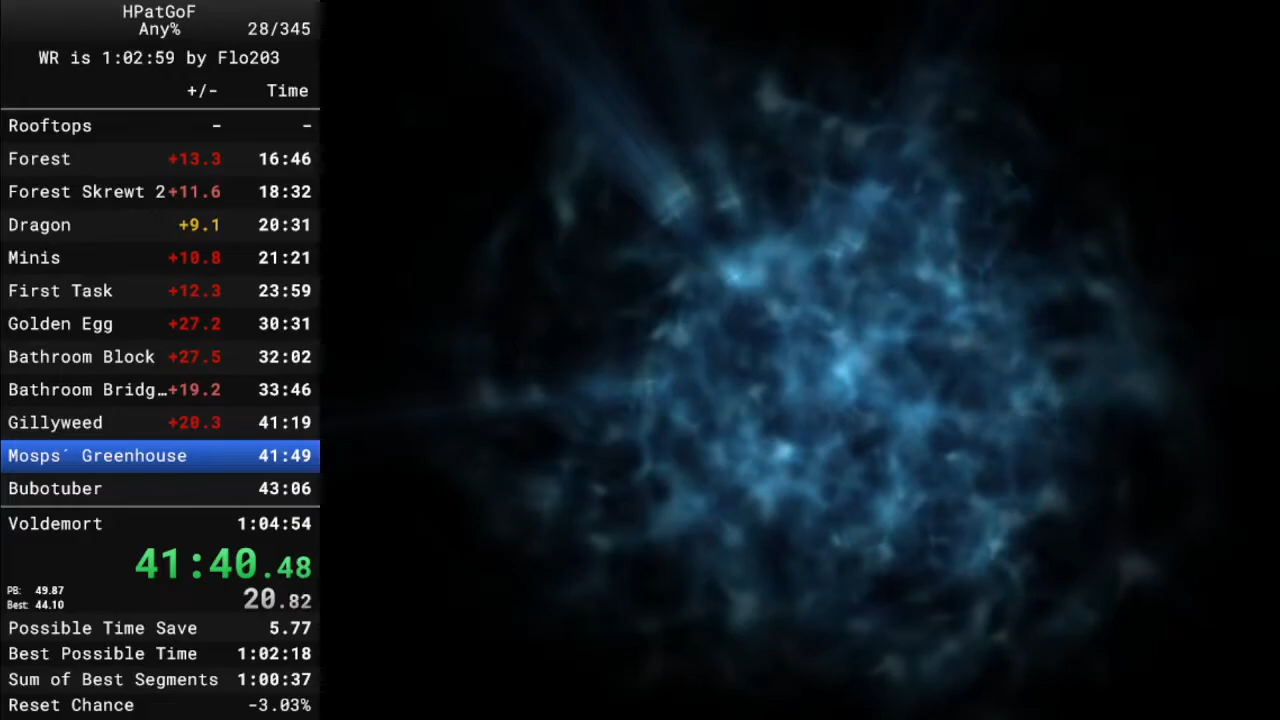 HPatGoF
Any% 28/345
WR is 1:02:59 by Flo203
+/- Time
Rooftops - -
Forest +13.3 16:46
Forest Skrewt 2 +11.6 18:32
Dragon +9.1 20:31
Minis +10.8 21:21
First Task +12.3 23:59
Golden Egg +27.2 30:31
Bathroom Block +27.5 32:02
Bathroom Bridg… +19.2 33:46
Gillyweed +20.3 41:19
Mosps´ Greenhouse 41:49
Bubotuber 43:06
Voldemort 1:04:54
41:40.48
PB: 49.87
Best: 44.10
20.82
Possible Time Save 5.77
Best Possible Time 1:02:18
Sum of Best Segments 1:00:37
Reset Chance -3.03%